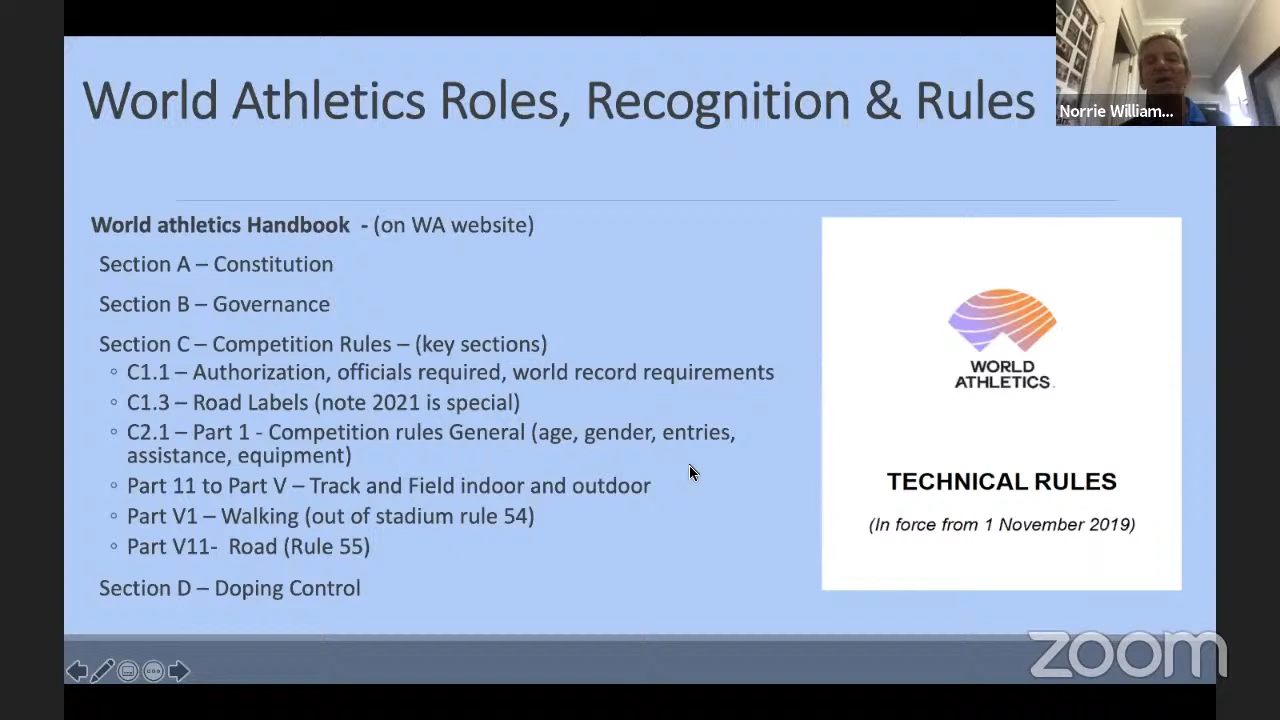 World Athletics Roles, Recognition & Rules
Norrie William...
World athletics Handbook - (on WA website)
Section A – Constitution
Section B – Governance
Section C – Competition Rules – (key sections)
◦ C1.1 – Authorization, officials required, world record requirements
◦ C1.3 – Road Labels (note 2021 is special)
◦ C2.1 – Part 1 - Competition rules General (age, gender, entries,
assistance, equipment)
◦ Part 11 to Part V – Track and Field indoor and outdoor
◦ Part V1 – Walking (out of stadium rule 54)
◦ Part V11- Road (Rule 55)
Section D – Doping Control
WORLD
ATHLETICS.
TECHNICAL RULES
(In force from 1 November 2019)
zoom